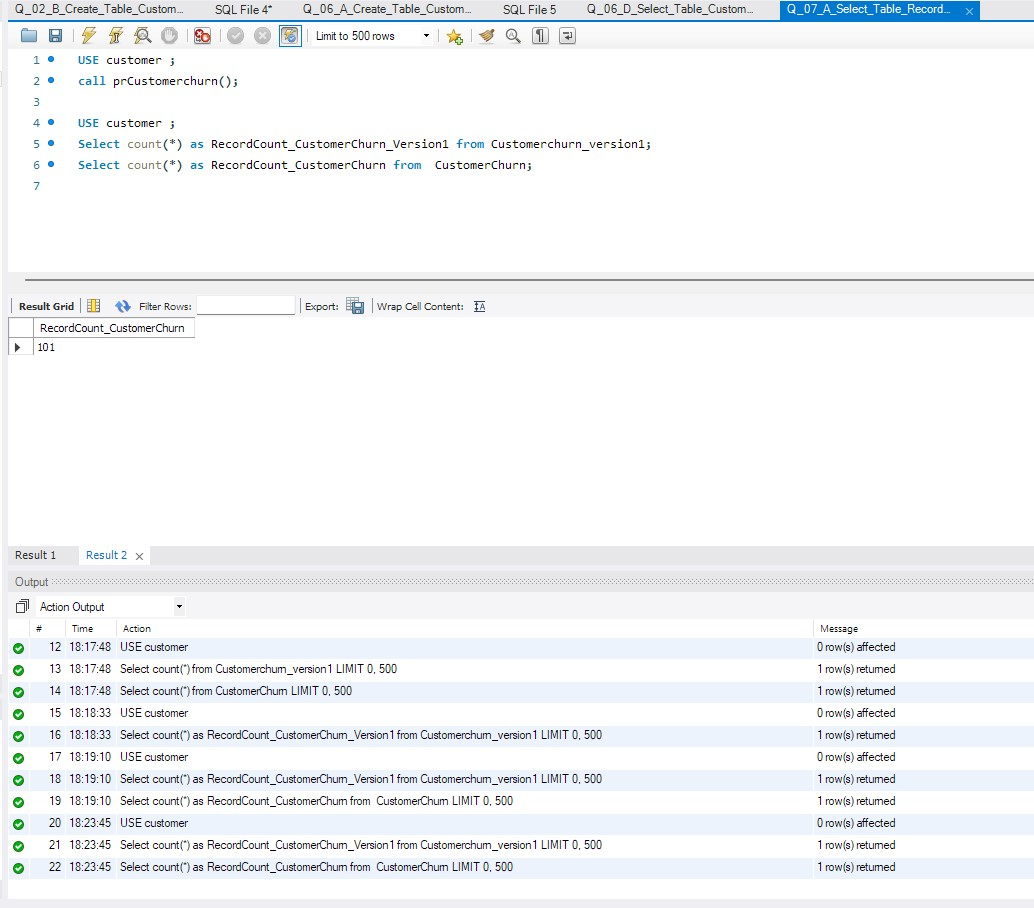 Q_02_B_Create_Table_Custom... SQL File 4* Q_06_A_Create_Table_Custom... SQL File 5 Q_06_D_Select_Table_Custom... Q_07_A_Select_Table_Record...
Limit to 500 rows
1 USE customer ;
2 call prCustomerchurn();
3
4 USE customer ;
5 Select count(*) as RecordCount_CustomerChurn_Version1 from Customerchurn_version1;
6 Select count(*) as RecordCount_CustomerChurn from  CustomerChurn;
7
Result Grid Filter Rows: Export: Wrap Cell Content:
RecordCount_CustomerChurn
101
Result 1 Result 2
Output
Action Output
# Time Action Message
12 18:17:48 USE customer 0 row(s) affected
13 18:17:48 Select count(*) from Customerchurn_version1 LIMIT 0, 500 1 row(s) returned
14 18:17:48 Select count(*) from CustomerChurn LIMIT 0, 500 1 row(s) returned
15 18:18:33 USE customer 0 row(s) affected
16 18:18:33 Select count(*) as RecordCount_CustomerChurn_Version1 from Customerchurn_version1 LIMIT 0, 500 1 row(s) returned
17 18:19:10 USE customer 0 row(s) affected
18 18:19:10 Select count(*) as RecordCount_CustomerChurn_Version1 from Customerchurn_version1 LIMIT 0, 500 1 row(s) returned
19 18:19:10 Select count(*) as RecordCount_CustomerChurn from  CustomerChurn LIMIT 0, 500 1 row(s) returned
20 18:23:45 USE customer 0 row(s) affected
21 18:23:45 Select count(*) as RecordCount_CustomerChurn_Version1 from Customerchurn_version1 LIMIT 0, 500 1 row(s) returned
22 18:23:45 Select count(*) as RecordCount_CustomerChurn from  CustomerChurn LIMIT 0, 500 1 row(s) returned